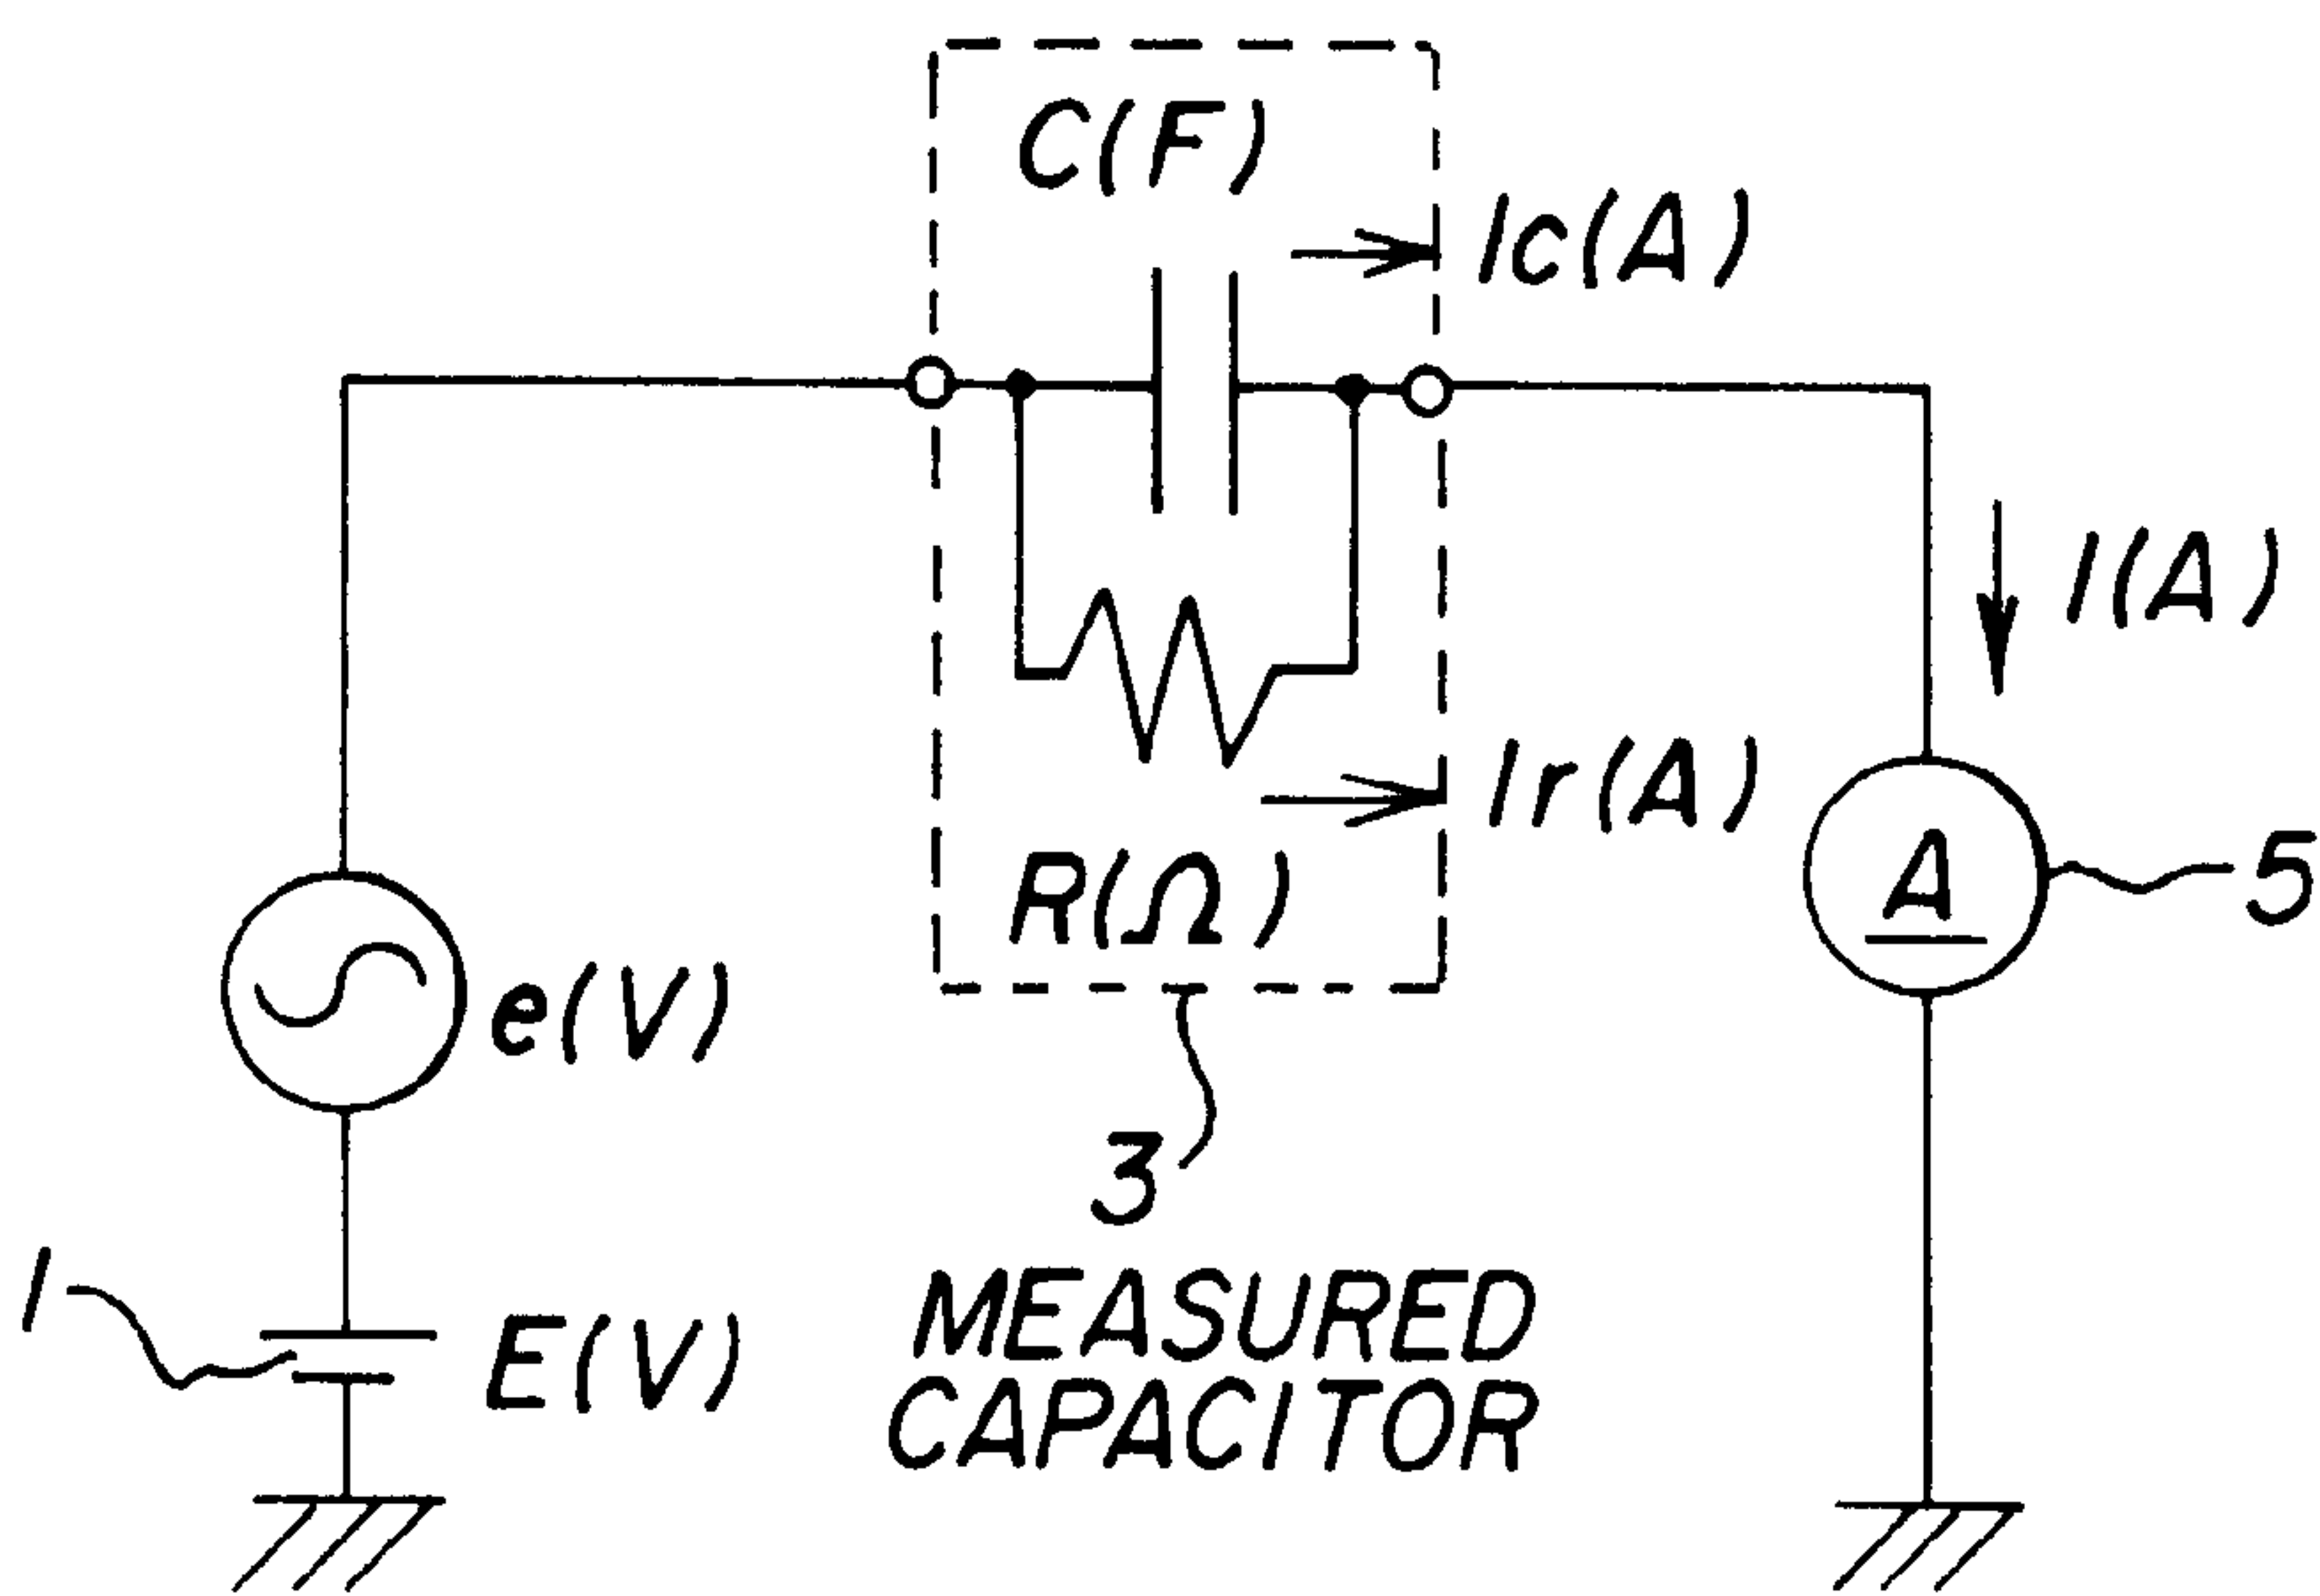 C(F)
Ic(A)
I(A)
Ir(A)
R(Ω)
A
5
e(V)
3
1
E(V)
MEASURED
CAPACITOR